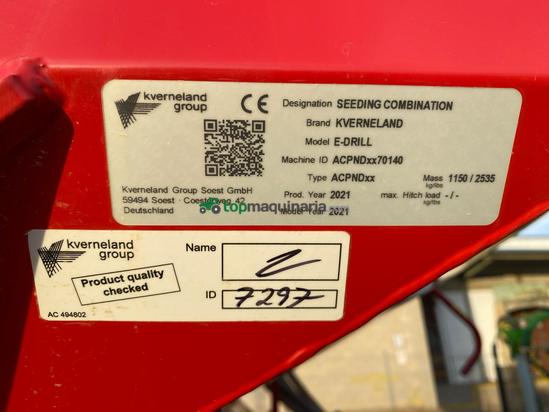 kverneland
group
CE
Designation SEEDING COMBINATION
Brand KVERNELAND
Model E-DRILL
Machine ID ACPNDxx70140
Type ACPNDxx Mass 1150 / 2535
kg/lbs
Prod. Year 2021 max. Hitch load - / -
kg/lbs
Model Year 2021
Kverneland Group Soest GmbH
59494 Soest · Coesterweg 42
Deutschland
topmaquinaria
kverneland
group
Product quality
checked
AC 494802
Name
ID 7297